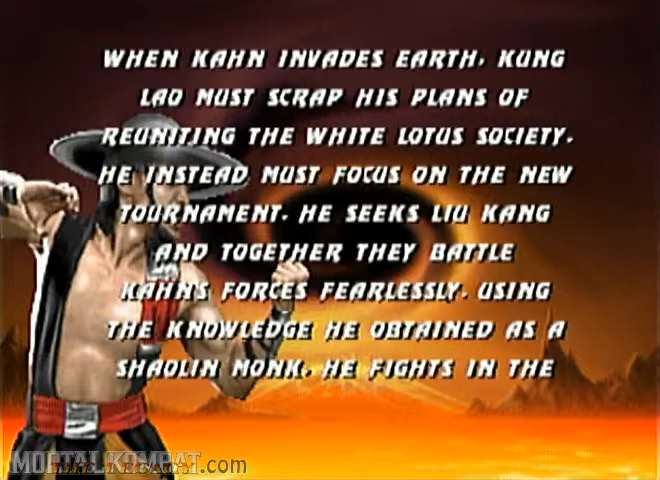 WHEN KAHN INVADES EARTH, KUNG
LAO MUST SCRAP HIS PLANS OF
REUNITING THE WHITE LOTUS SOCIETY.
HE INSTEAD MUST FOCUS ON THE NEW
TOURNAMENT. HE SEEKS LIU KANG
AND TOGETHER THEY BATTLE
KAHN'S FORCES FEARLESSLY. USING
THE KNOWLEDGE HE OBTAINED AS A
SHAOLIN MONK, HE FIGHTS IN THE
MORTALKOMBAT.com